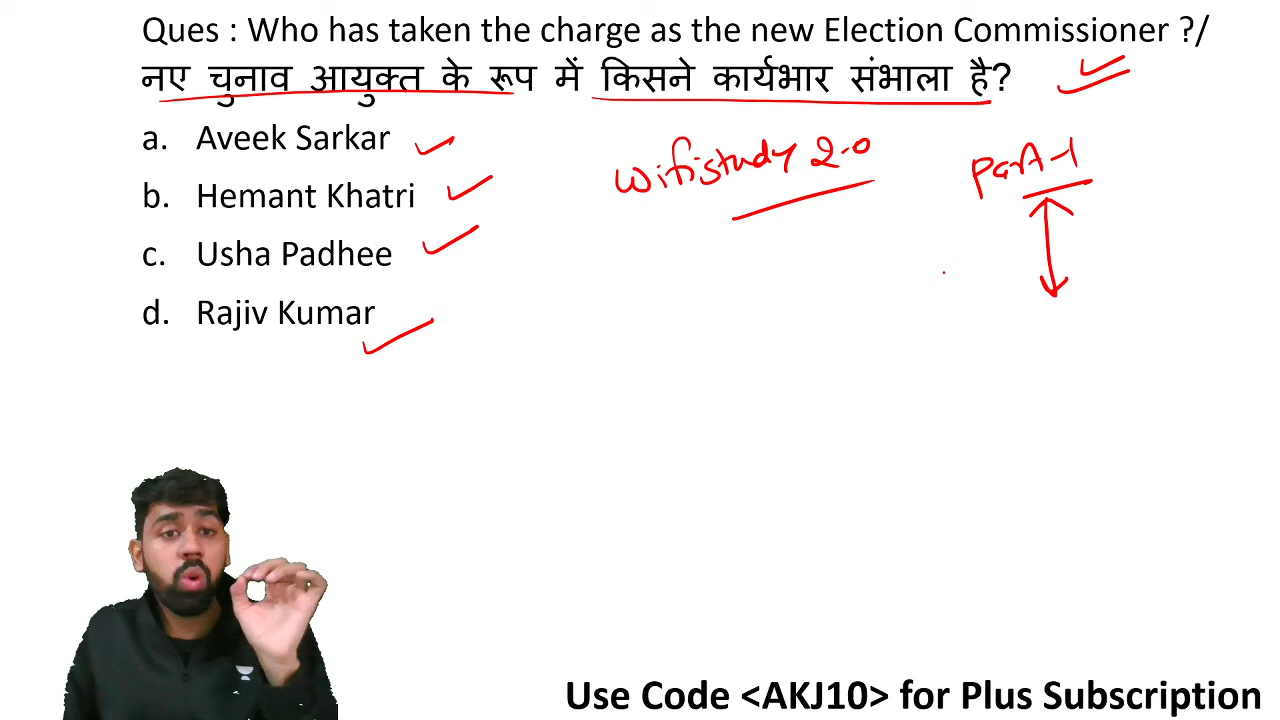 Ques : Who has taken the charge as the new Election Commissioner ?/
नए चुनाव आयुक्त के रूप में किसने कार्यभार संभाला है?
a. Aveek Sarkar
b. Hemant Khatri
c. Usha Padhee
d. Rajiv Kumar
wifistudy 2.0
Part-1
Use Code <AKJ10> for Plus Subscription